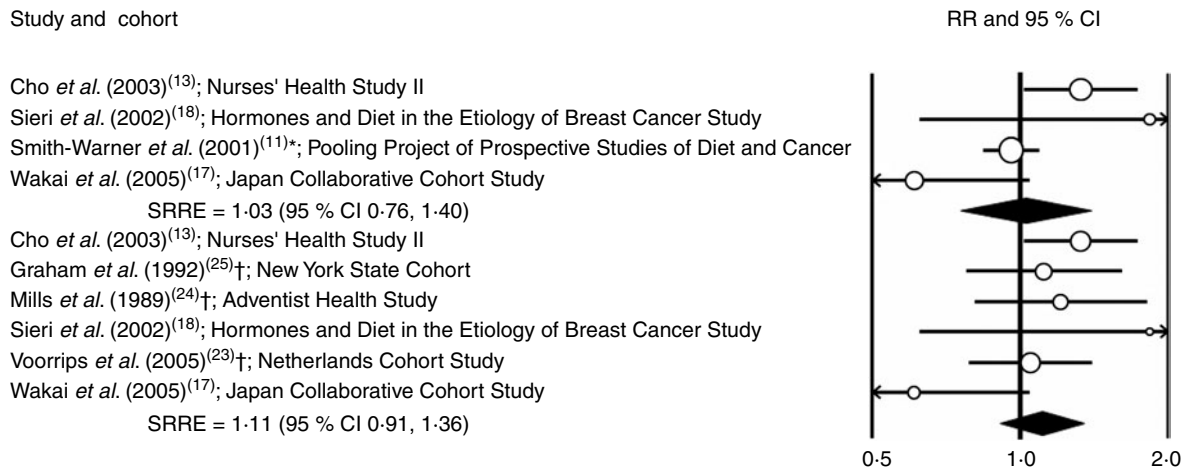 Study and cohort RR and 95 % CI
Cho et al. (2003)(13); Nurses' Health Study II
Sieri et al. (2002)(18); Hormones and Diet in the Etiology of Breast Cancer Study
Smith-Warner et al. (2001)(11)*; Pooling Project of Prospective Studies of Diet and Cancer
Wakai et al. (2005)(17); Japan Collaborative Cohort Study
SRRE = 1·03 (95 % CI 0·76, 1·40)
Cho et al. (2003)(13); Nurses' Health Study II
Graham et al. (1992)(25)†; New York State Cohort
Mills et al. (1989)(24)†; Adventist Health Study
Sieri et al. (2002)(18); Hormones and Diet in the Etiology of Breast Cancer Study
Voorrips et al. (2005)(23)†; Netherlands Cohort Study
Wakai et al. (2005)(17); Japan Collaborative Cohort Study
SRRE = 1·11 (95 % CI 0·91, 1·36)
0·5 1·0 2·0